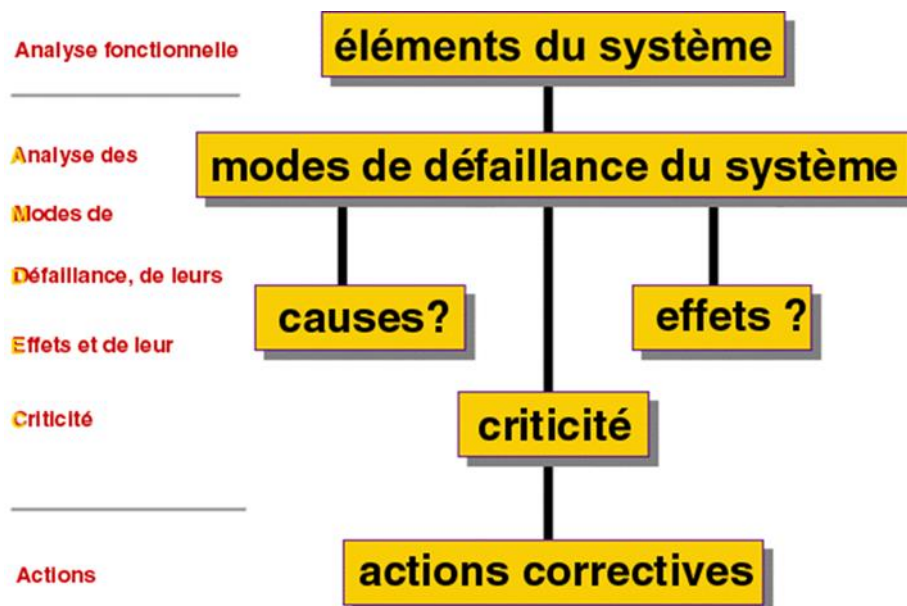 Analyse fonctionnelle
éléments du système
Analyse des
modes de défaillance du système
Modes de
Défaillance, de leurs
causes?
effets ?
Effets et de leur
Criticité
criticité
Actions
actions correctives